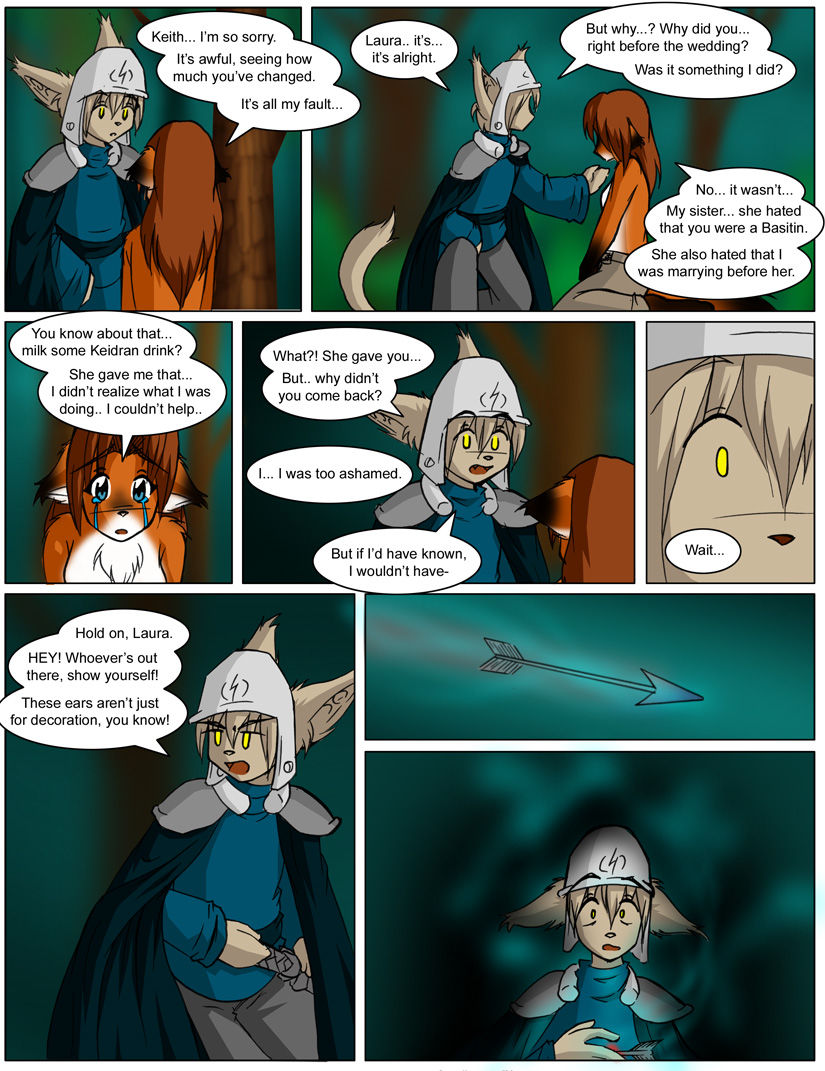 Keith... I'm so sorry.
It's awful, seeing how
much you've changed.
It's all my fault...
Laura.. it's...
it's alright.
But why...? Why did you...
right before the wedding?
Was it something I did?
No... it wasn't...
My sister... she hated
that you were a Basitin.
She also hated that I
was marrying before her.
You know about that...
milk some Keidran drink?
She gave me that...
I didn't realize what I was
doing.. I couldn't help..
What?! She gave you...
But.. why didn't
you come back?
I... I was too ashamed.
But if I'd have known,
I wouldn't have-
Wait...
Hold on, Laura.
HEY! Whoever's out
there, show yourself!
These ears aren't just
for decoration, you know!